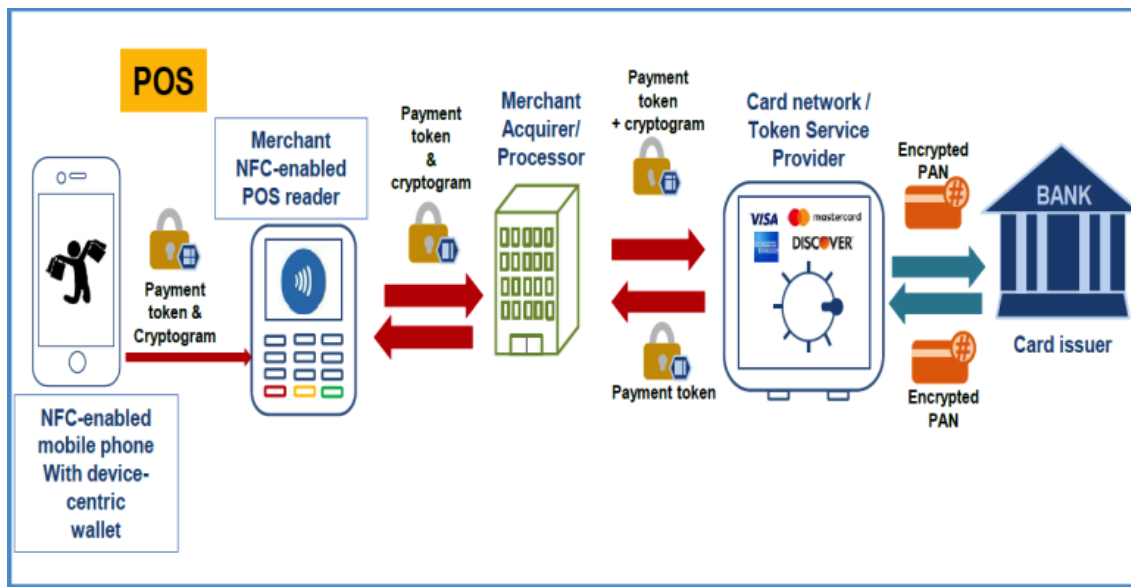 POS
NFC-enabled
mobile phone
With device-
centric
wallet
Payment
token &
Cryptogram
Merchant
NFC-enabled
POS reader
Payment
token
&
cryptogram
Merchant
Acquirer/
Processor
Payment
token
+ cryptogram
Payment token
Card network /
Token Service
Provider
VISA
mastercard
DISCOVER
Encrypted
PAN
#
#
Encrypted
PAN
BANK
Card issuer